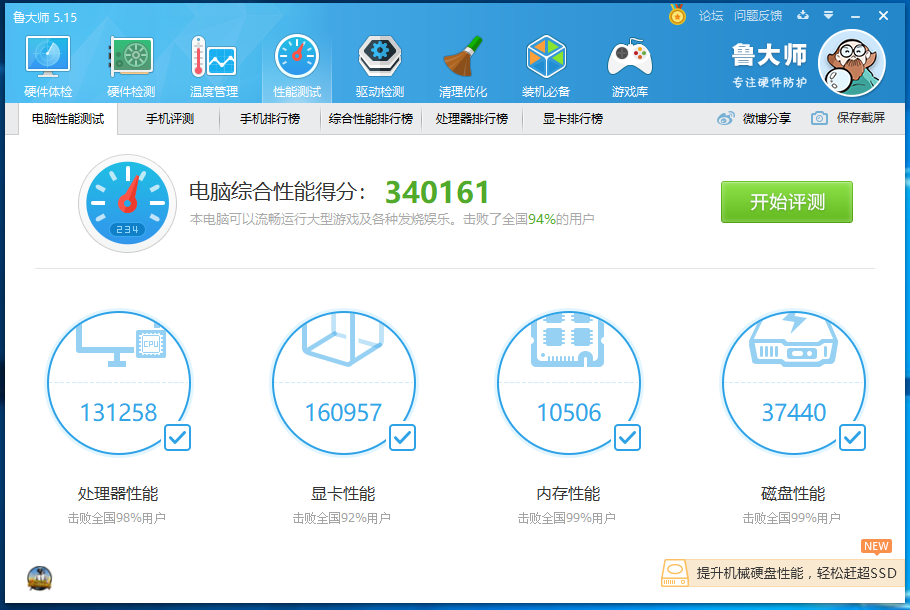 鲁大师 5.15
论坛 问题反馈
硬件体检 硬件检测 温度管理 性能测试 驱动检测 清理优化 装机必备 游戏库
鲁大师
专注硬件防护
电脑性能测试 手机评测 手机排行榜 综合性能排行榜 处理器排行榜 显卡排行榜 微博分享 保存截屏
234
电脑综合性能得分： 340161
本电脑可以流畅运行大型游戏及各种发烧娱乐。击败了全国94%的用户
开始评测
CPU
131258 160957 10506 37440
处理器性能 显卡性能 内存性能 磁盘性能
击败全国98%用户 击败全国92%用户 击败全国99%用户 击败全国99%用户
NEW
提升机械硬盘性能，轻松赶超SSD